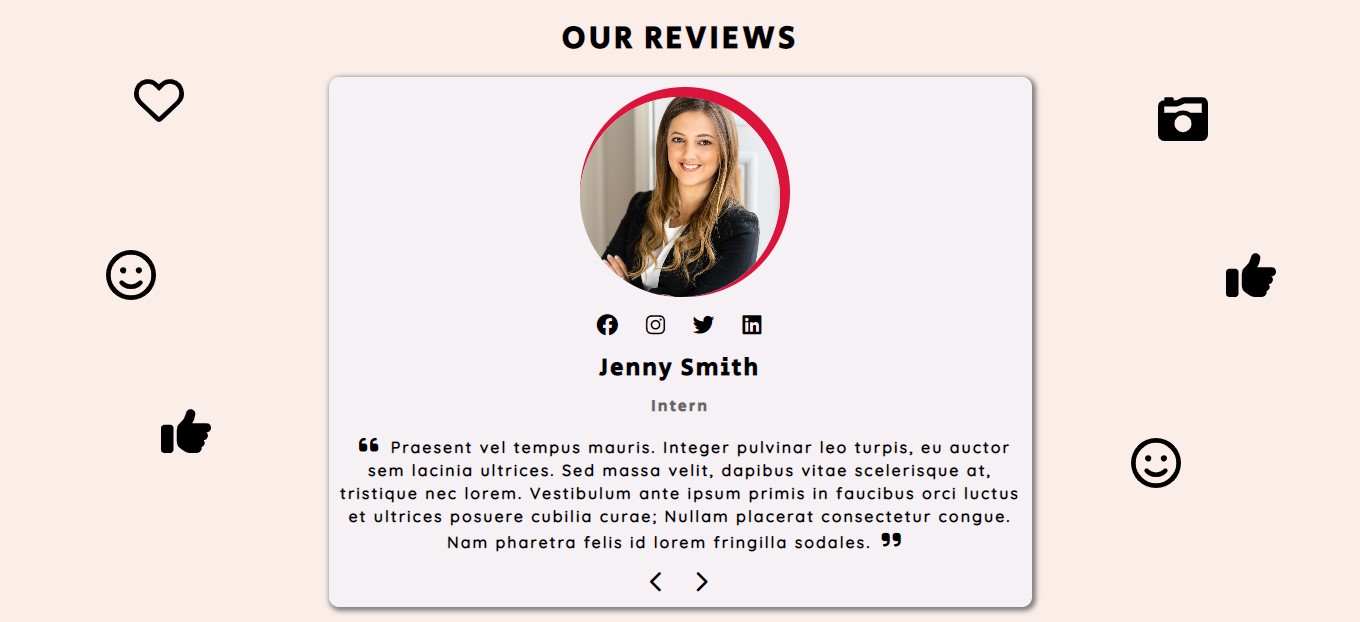 OUR REVIEWS
Jenny Smith
Intern
❝ Praesent vel tempus mauris. Integer pulvinar leo turpis, eu auctor
sem lacinia ultrices. Sed massa velit, dapibus vitae scelerisque at,
tristique nec lorem. Vestibulum ante ipsum primis in faucibus orci luctus
et ultrices posuere cubilia curae; Nullam placerat consectetur congue.
Nam pharetra felis id lorem fringilla sodales. ❞